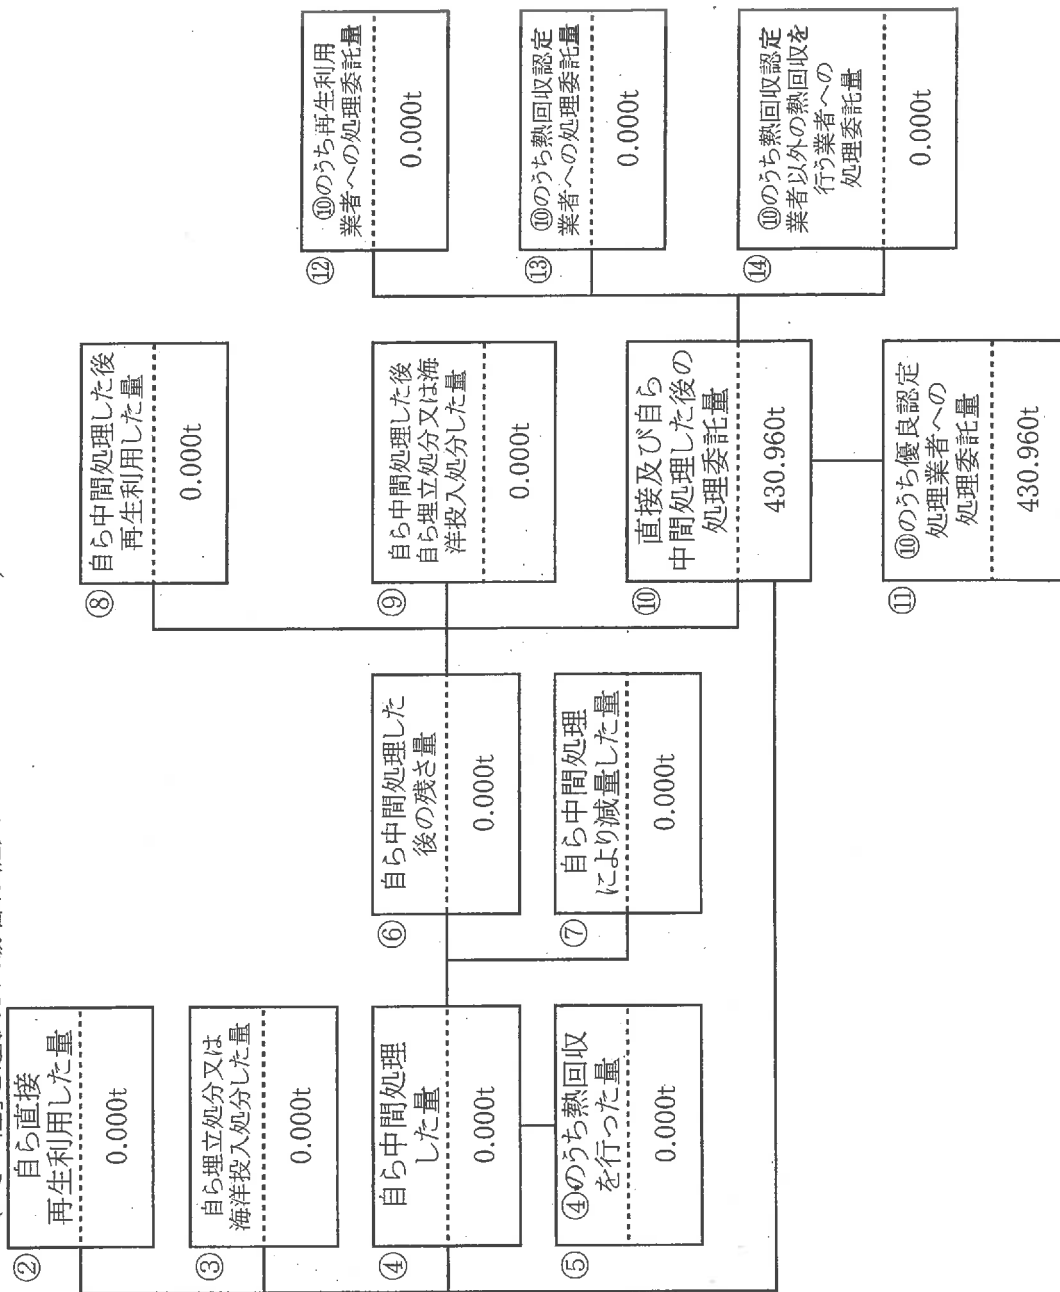 ②
自ら直接
再生利用した量
0.000t
③
自ら埋立処分又は
海洋投入処分した量
0.000t
④
自ら中間処理
した量
0.000t
⑤
④のうち熱回収
を行った量
0.000t
⑥
自ら中間処理した
後の残さ量
0.000t
⑦
自ら中間処理
により減量した量
0.000t
⑧
自ら中間処理した後
再生利用した量
0.000t
⑨
自ら中間処理した後
自ら埋立処分又は海
洋投入処分した量
0.000t
⑩
直接及び自ら
中間処理した後の
処理委託量
430.960t
⑪
⑩のうち優良認定
処理業者への
処理委託量
430.960t
⑫
⑩のうち再生利用
業者への処理委託量
0.000t
⑬
⑩のうち熱回収認定
業者への処理委託量
0.000t
⑭
⑩のうち熱回収認定
業者以外の熱回収を
行う業者への
処理委託量
0.000t